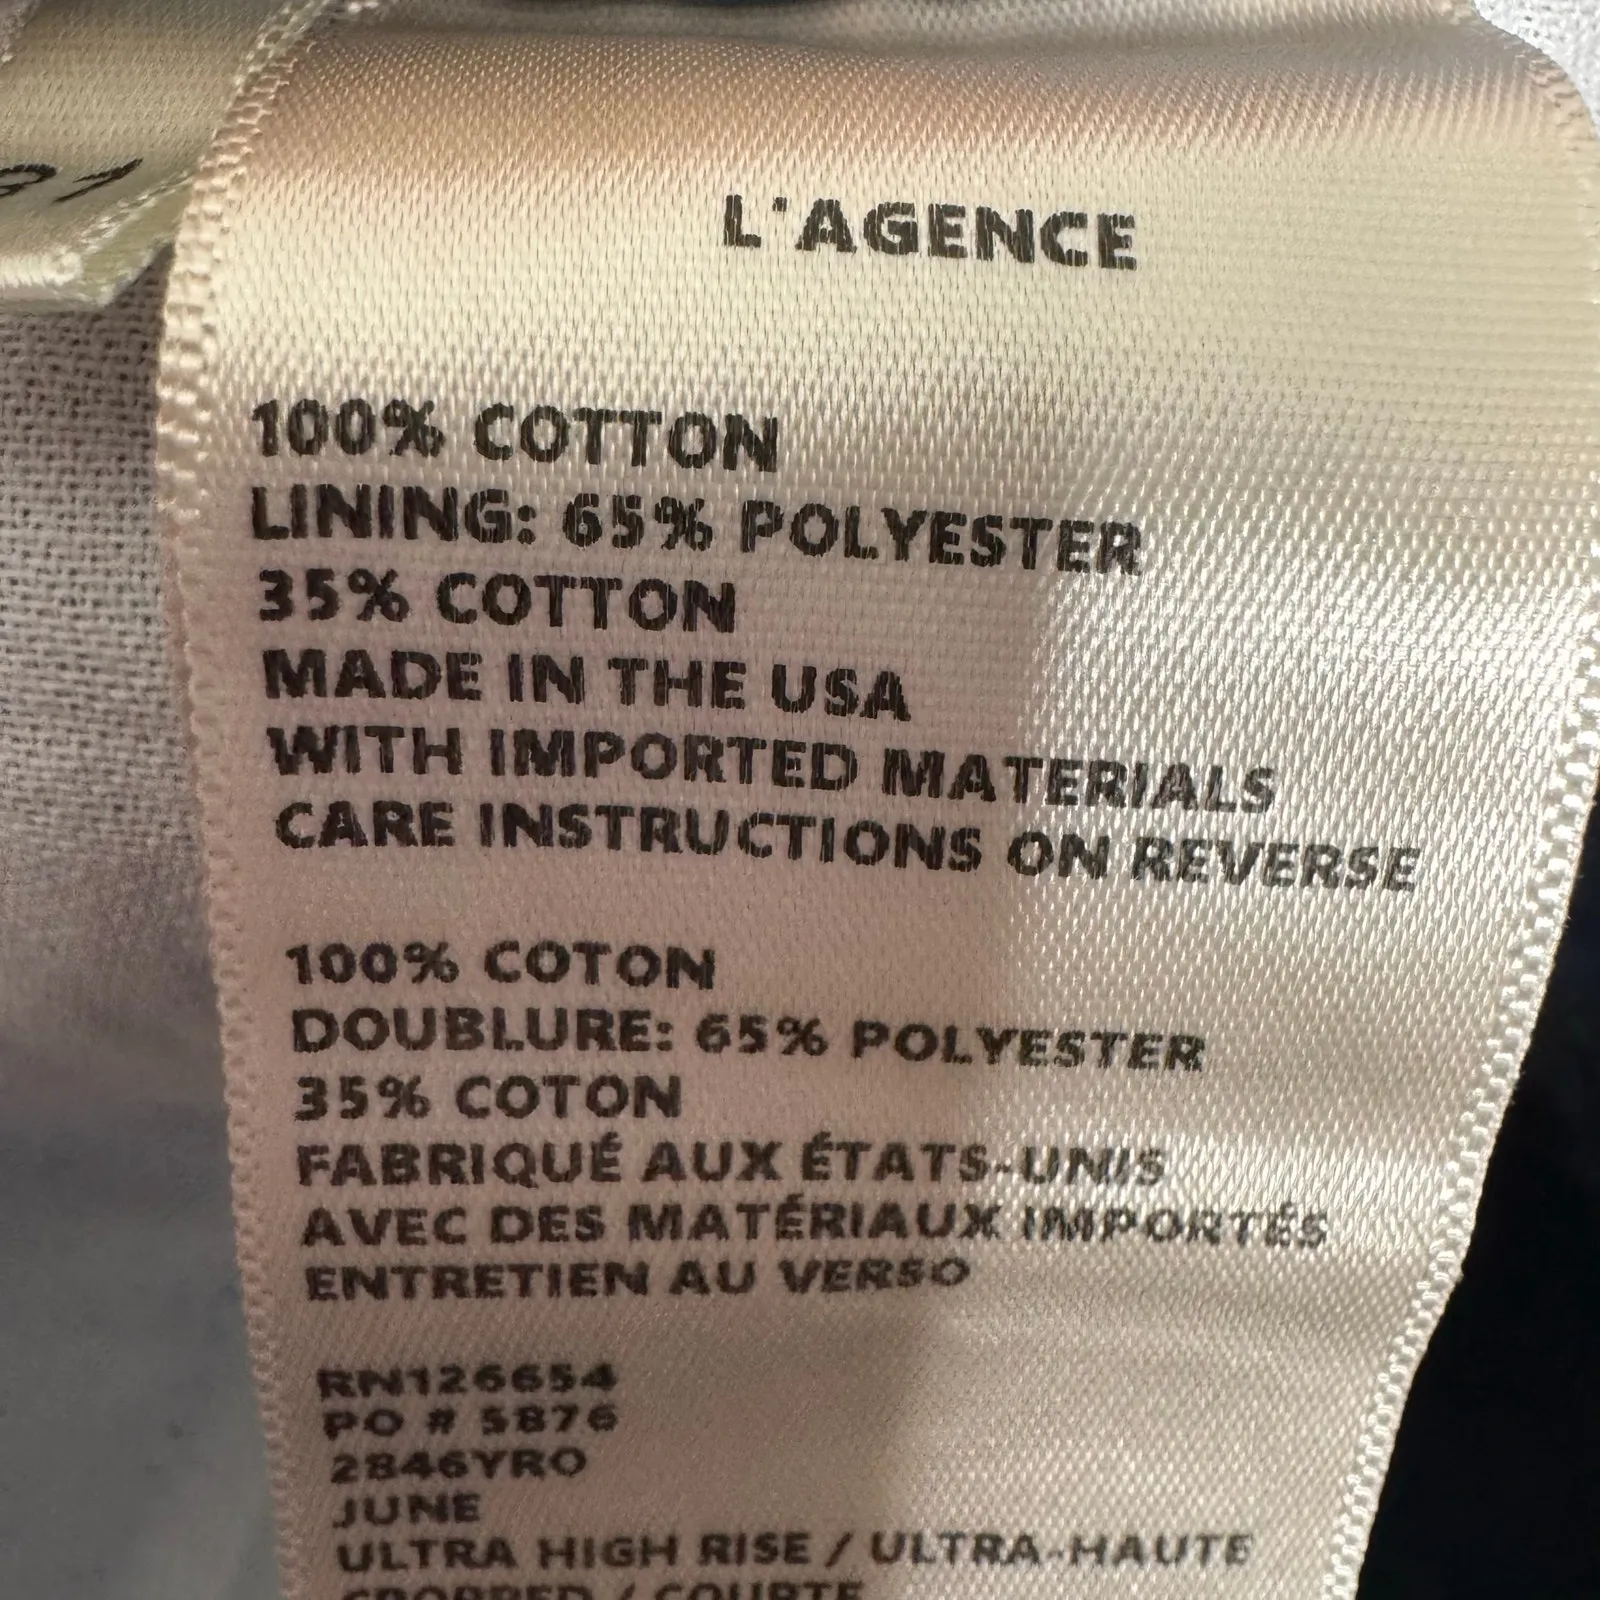 L'AGENCE
100% COTTON
LINING: 65% POLYESTER
35% COTTON
MADE IN THE USA
WITH IMPORTED MATERIALS
CARE INSTRUCTIONS ON REVERSE
100% COTON
DOUBLURE: 65% POLYESTER
35% COTON
FABRIQUÉ AUX ÉTATS-UNIS
AVEC DES MATÉRIAUX IMPORTÉS
ENTRETIEN AU VERSO
RN126654
PO # 5876
2846YRO
JUNE
ULTRA HIGH RISE / ULTRA-HAUTE
CROPPED / COURTE